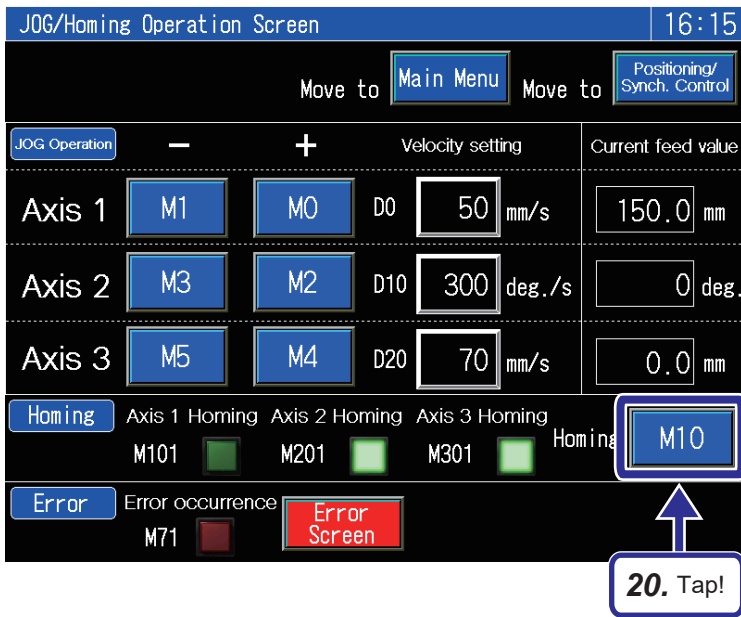 JOG/Homing Operation Screen 16:15
Move to Main Menu Move to Positioning/ Synch. Control
JOG Operation − + Velocity setting Current feed value
Axis 1 M1 M0 D0 50 mm/s 150.0 mm
Axis 2 M3 M2 D10 300 deg./s 0 deg.
Axis 3 M5 M4 D20 70 mm/s 0.0 mm
Homing Axis 1 Homing Axis 2 Homing Axis 3 Homing
M101 M201 M301 Homing M10
Error Error occurrence Error Screen
M71
20. Tap!